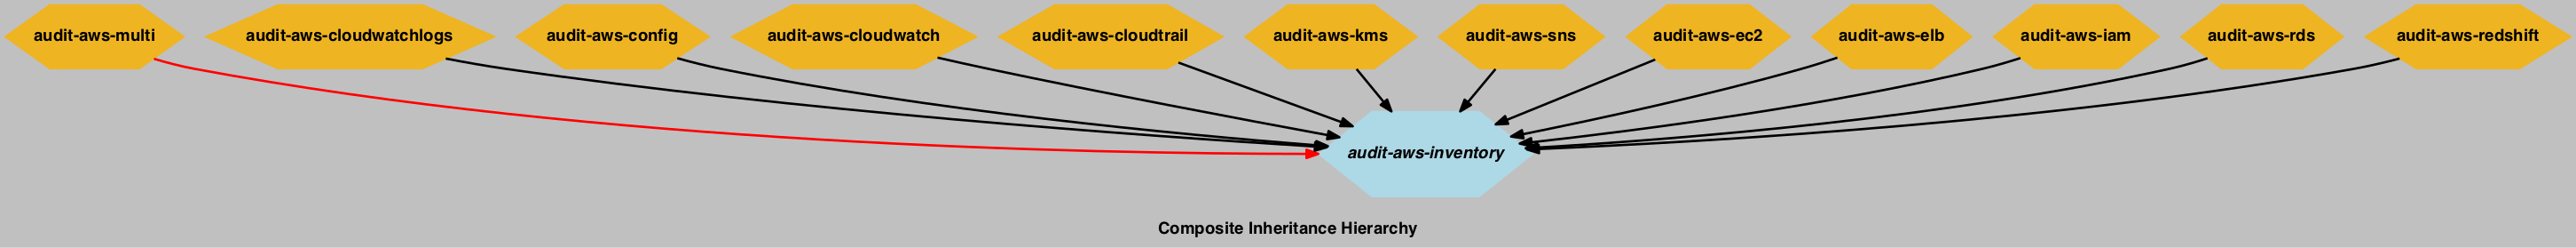 audit-aws-multi
audit-aws-cloudwatchlogs
audit-aws-config
audit-aws-cloudwatch
audit-aws-cloudtrail
audit-aws-kms
audit-aws-sns
audit-aws-ec2
audit-aws-elb
audit-aws-iam
audit-aws-rds
audit-aws-redshift
audit-aws-inventory
Composite Inheritance Hierarchy